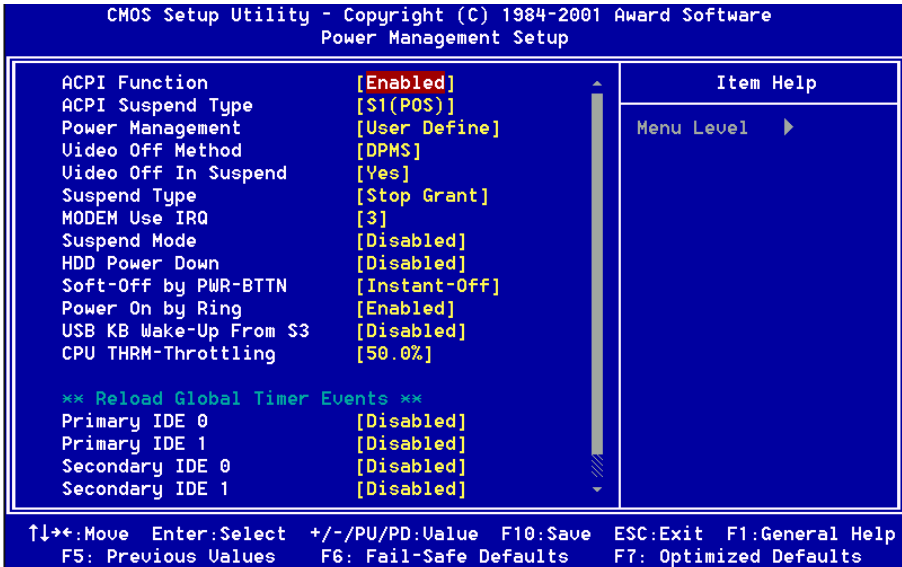 CMOS Setup Utility - Copyright (C) 1984-2001 Award Software
Power Management Setup
ACPI Function [Enabled]
ACPI Suspend Type [S1(POS)]
Power Management [User Define]
Video Off Method [DPMS]
Video Off In Suspend [Yes]
Suspend Type [Stop Grant]
MODEM Use IRQ [3]
Suspend Mode [Disabled]
HDD Power Down [Disabled]
Soft-Off by PWR-BTTN [Instant-Off]
Power On by Ring [Enabled]
USB KB Wake-Up From S3 [Disabled]
CPU THRM-Throttling [50.0%]
** Reload Global Timer Events **
Primary IDE 0 [Disabled]
Primary IDE 1 [Disabled]
Secondary IDE 0 [Disabled]
Secondary IDE 1 [Disabled]
Item Help
Menu Level ▶
↑↓→←:Move Enter:Select +/-/PU/PD:Value F10:Save ESC:Exit F1:General Help
F5: Previous Values F6: Fail-Safe Defaults F7: Optimized Defaults